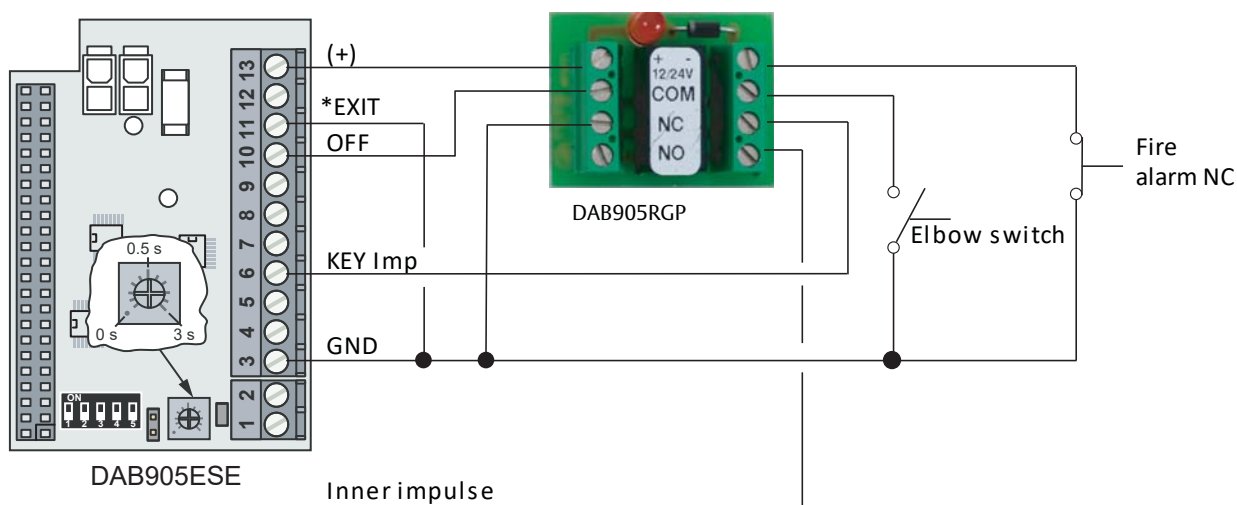 (+)
*EXIT
OFF
KEY Imp
GND
13
12
11
10
9
8
7
6
5
4
3
2
1
0.5 s
0 s
3 s
ON
1 2 3 4 5
DAB905ESE
Inner impulse
+ -
12/24V
COM
NC
NO
DAB905RGP
Elbow switch
Fire
alarm NC